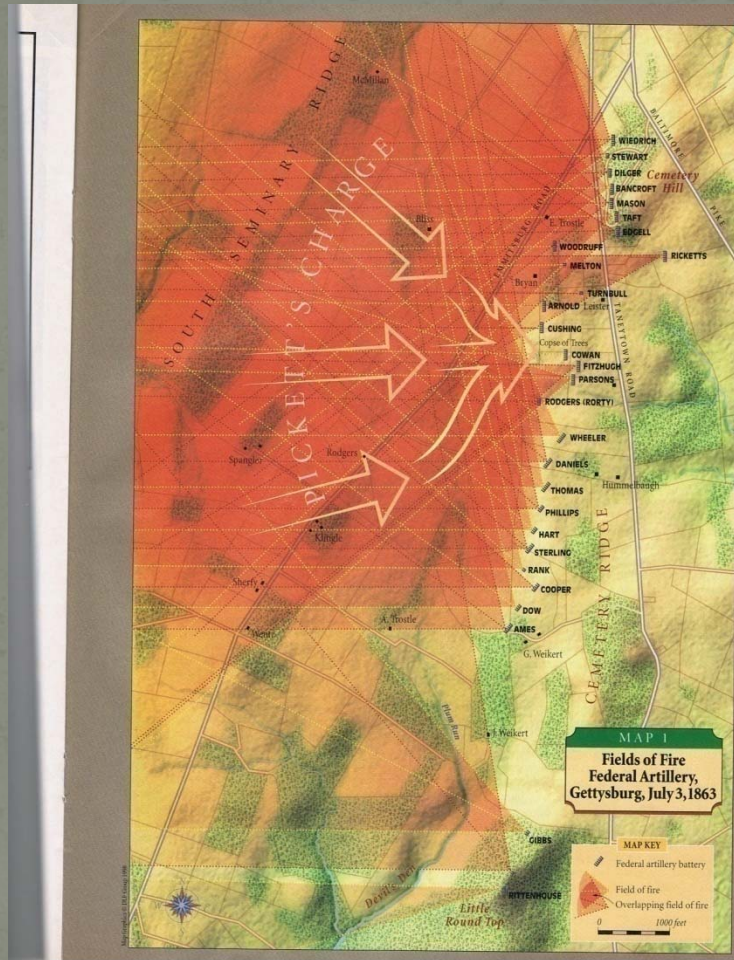 McMillan
SOUTH SEMINARY RIDGE
PICKETT'S CHARGE
Bliss
EMMITSBURG ROAD
BALTIMORE
PIKE
WIEDRICH
STEWART
DILGER
Cemetery
Hill
BANCROFT
MASON
TAFT
EDGELL
E. Trostle
WOODRUFF
RICKETTS
MELTON
Bryan
TURNBULL
ARNOLD
Leister
TANEYTOWN ROAD
CUSHING
Copse of Trees
COWAN
FITZHUGH
PARSONS
RODGERS (RORTY)
WHEELER
Rodgers
Spangler
DANIELS
Hummelbaugh
THOMAS
PHILLIPS
Klingle
HART
STERLING
RANK
Sherfy
COOPER
CEMETERY RIDGE
DOW
A. Trostle
AMES
Wentz
G. Weikert
Plum Run
J. Weikert
MAP 1
Fields of Fire
Federal Artillery,
Gettysburg, July 3, 1863
GIBBS
MAP KEY
Federal artillery battery
Field of fire
Overlapping field of fire
0 1000 feet
Devil's Den
RITTENHOUSE
Little
Round Top